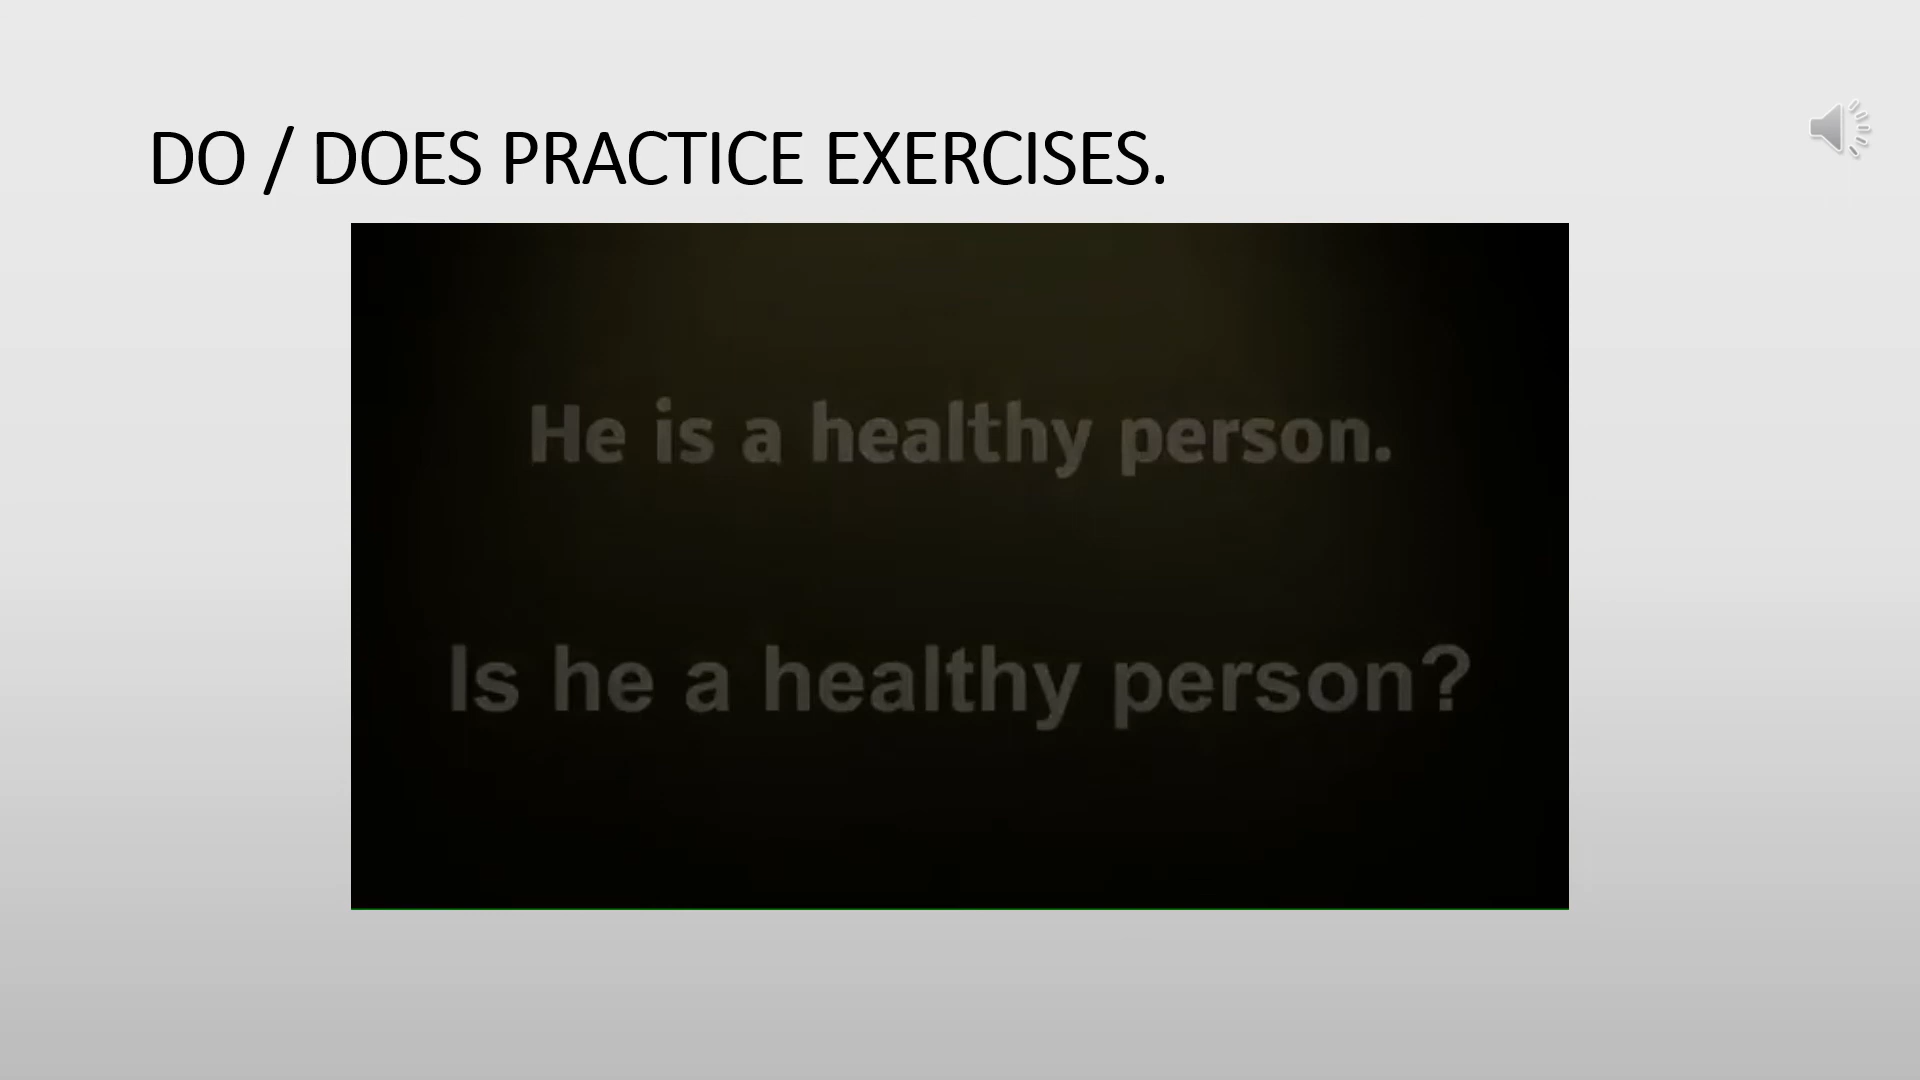 DO / DOES PRACTICE EXERCISES.
He is a healthy person.
Is he a healthy person?